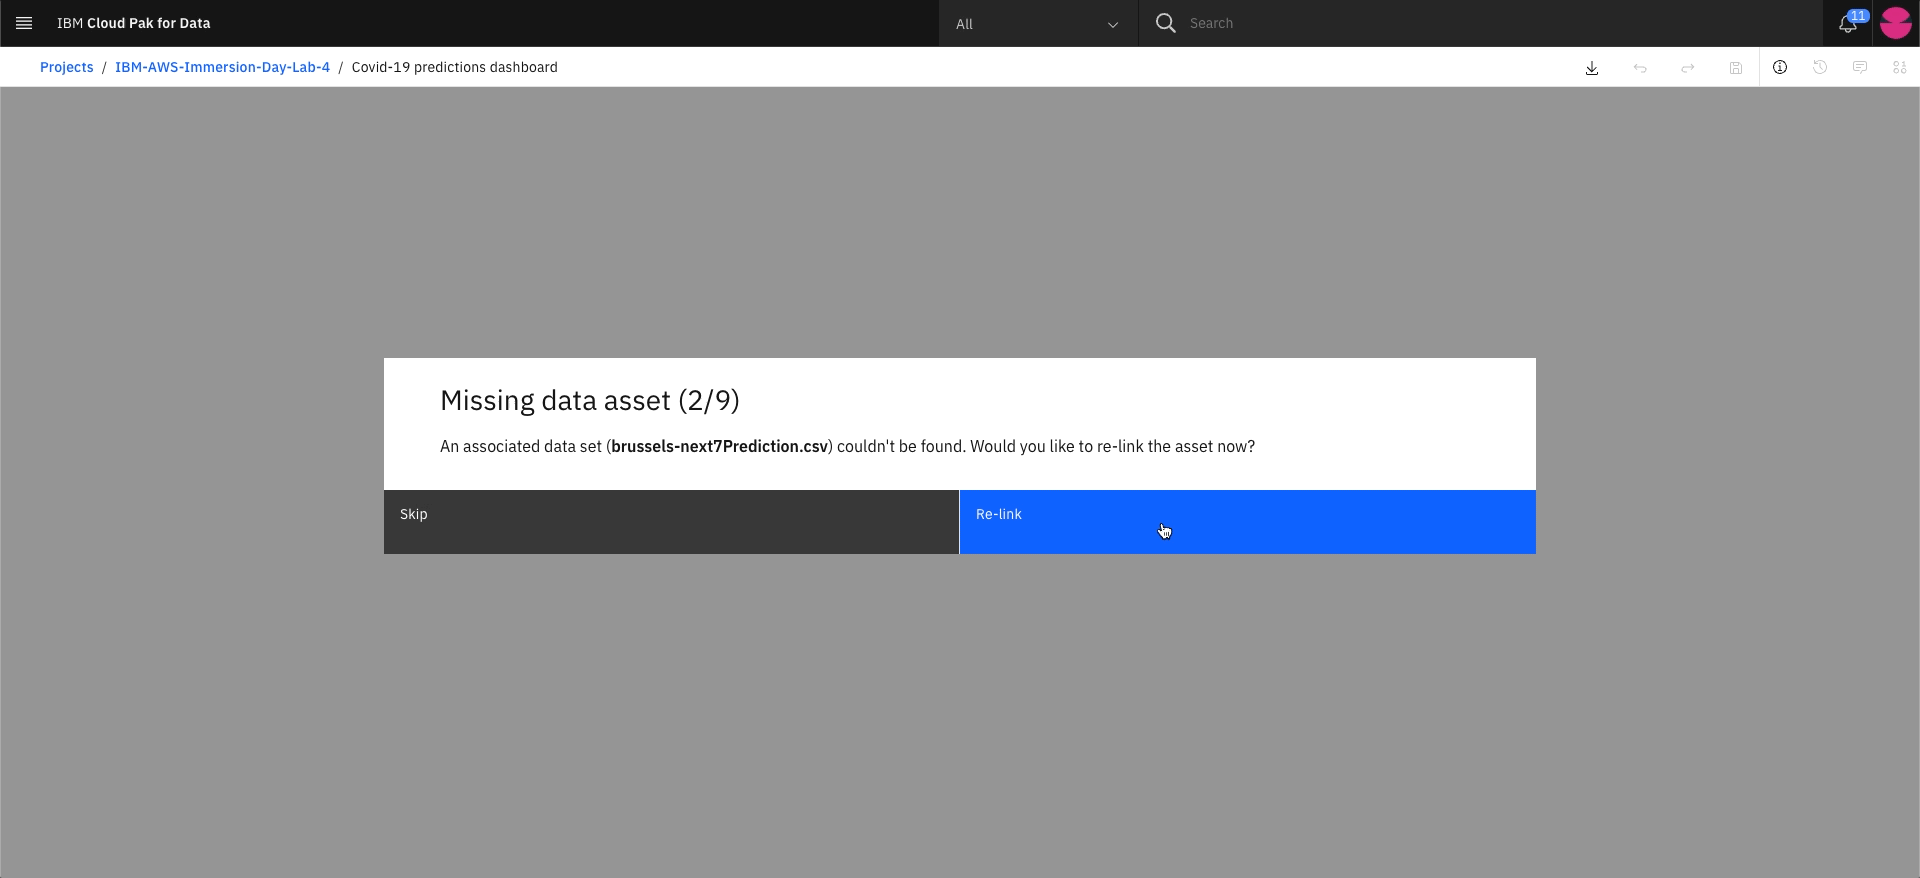 IBM Cloud Pak for Data
All
Search
11
Projects / IBM-AWS-Immersion-Day-Lab-4 / Covid-19 predictions dashboard
Missing data asset (2/9)
An associated data set (brussels-next7Prediction.csv) couldn't be found. Would you like to re-link the asset now?
Skip
Re-link